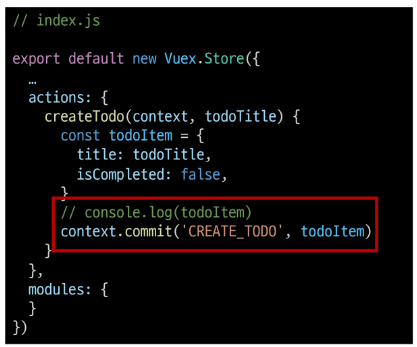 // index.js
export default new Vuex.Store({
…
actions: {
createTodo(context, todoTitle) {
const todoItem = {
title: todoTitle,
isCompleted: false,
}
// console.log(todoItem)
context.commit('CREATE_TODO', todoItem)
}
},
modules: {
}
})